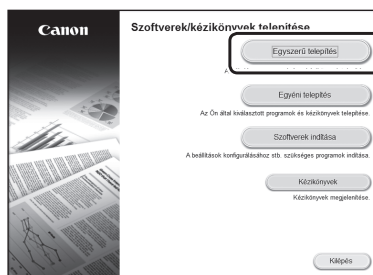 Canon
Szoftverek/kézikönyvek telepítése
Egyszerű telepítés
Egyéni telepítés
Az Ön által kiválasztott programok és kézikönyvek telepítése.
Szoftverek indítása
A beállítások konfigurálásához stb. szükséges programok indítása.
Kézikönyvek
Kézikönyvek megjelenítése.
Kilépés